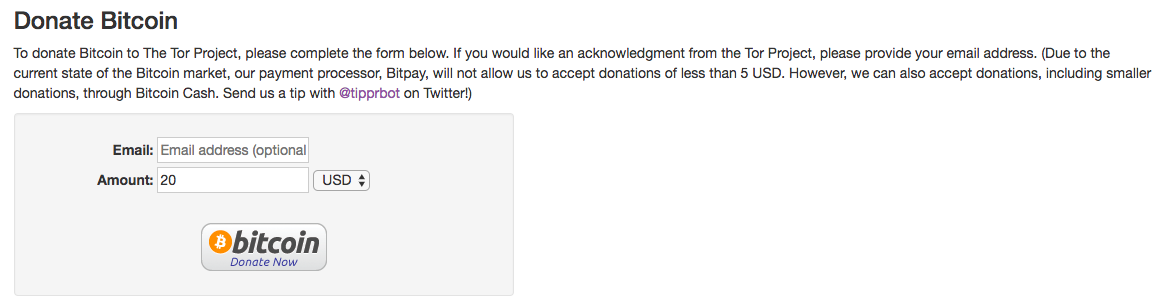 Donate Bitcoin
To donate Bitcoin to The Tor Project, please complete the form below. If you would like an acknowledgment from the Tor Project, please provide your email address. (Due to the
current state of the Bitcoin market, our payment processor, Bitpay, will not allow us to accept donations of less than 5 USD. However, we can also accept donations, including smaller
donations, through Bitcoin Cash. Send us a tip with @tipprbot on Twitter!)
Email: Email address (optional
Amount: 20 USD
bitcoin
Donate Now